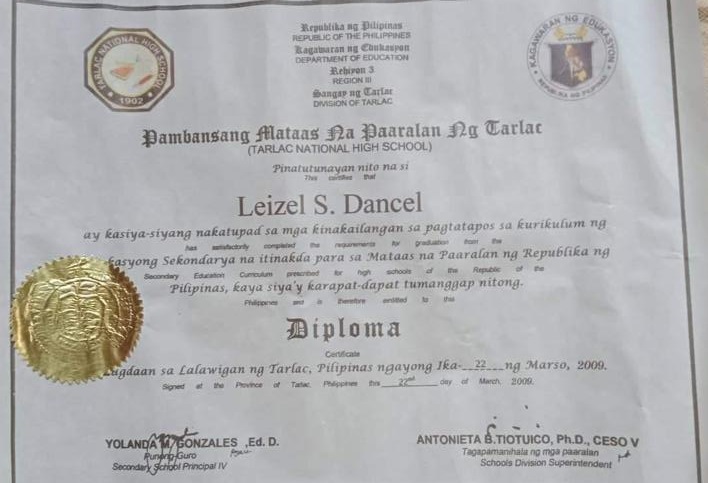 TARLAC NATIONAL HIGH SCHOOL
1902
KAGAWARAN NG EDUKASYON
REPUBLIKA NG PILIPINAS
Republika ng Pilipinas
REPUBLIC OF THE PHILIPPINES
Kagawaran ng Edukasyon
DEPARTMENT OF EDUCATION
Rehiyon 3
REGION III
Sangay ng Tarlac
DIVISION OF TARLAC
Pambansang Mataas Na Paaralan Ng Tarlac
(TARLAC NATIONAL HIGH SCHOOL)
Pinatutunayan nito na si
This certifies that
Leizel S. Dancel
ay kasiya-siyang nakatupad sa mga kinakailangan sa pagtatapos sa kurikulum ng
has satisfactorily completed the requirements for graduation from the
kasyong Sekondarya na itinakda para sa Mataas na Paaralan ng Republika ng
Secondary Education Curriculum prescribed for high schools of the Republic of the
Pilipinas, kaya siya'y karapat-dapat tumanggap nitong.
Philippines and is therefore entitled to this
Diploma
Certificate
agdaan sa Lalawigan ng Tarlac, Pilipinas ngayong Ika-__22__ng Marso, 2009.
Signed at the Province of Tarlac, Philippines this 22nd day of March, 2009.
YOLANDA M. GONZALES ,Ed. D.
Punong-Guro
Secondary School Principal IV
ANTONIETA B.TIOTUICO, Ph.D., CESO V
Tagapamanihala ng mga paaralan
Schools Division Superintendent